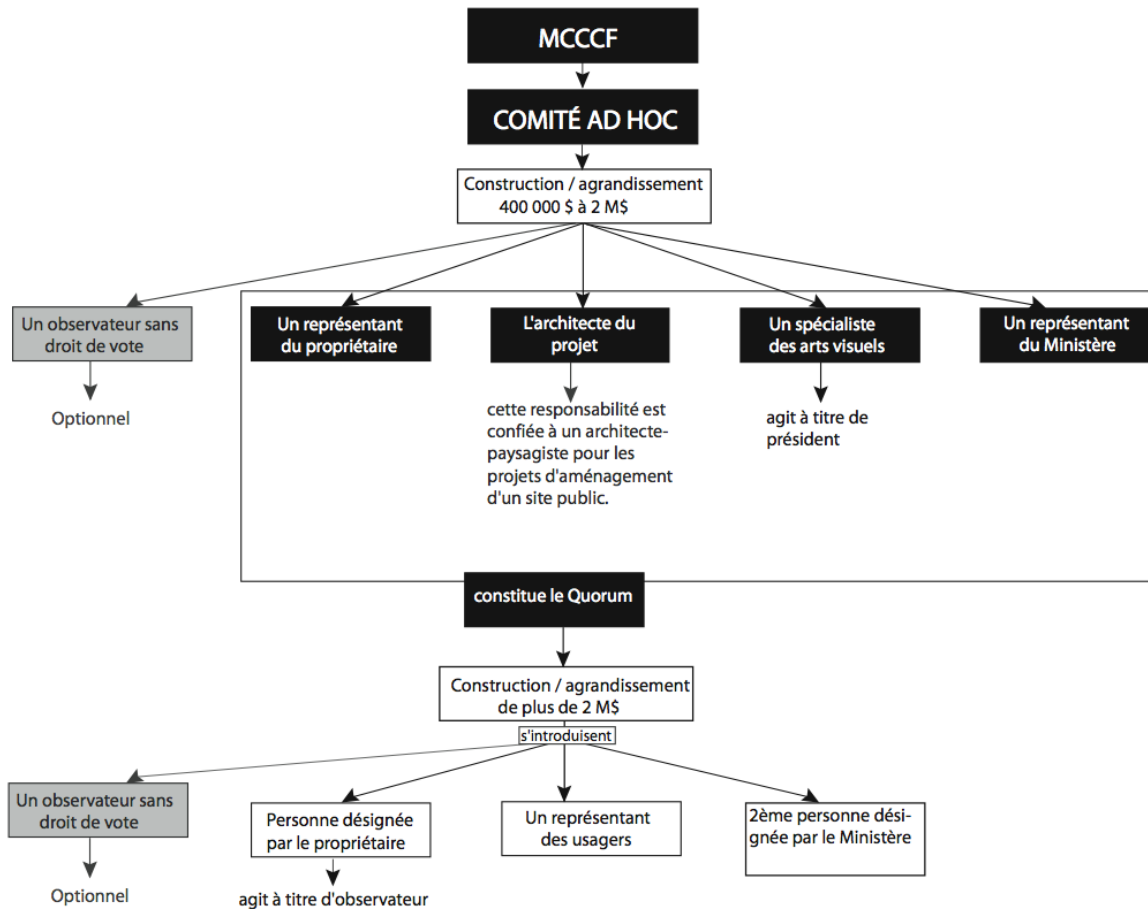 MCCCF
COMITÉ AD HOC
Construction / agrandissement
400 000 $ à 2 M$
Un observateur sans
droit de vote
Optionnel
Un représentant
du propriétaire
L'architecte du
projet
cette responsabilité est
confiée à un architecte-
paysagiste pour les
projets d'aménagement
d'un site public.
Un spécialiste
des arts visuels
agit à titre de
président
Un représentant
du Ministère
constitue le Quorum
Construction / agrandissement
de plus de 2 M$
s'introduisent
Un observateur sans
droit de vote
Optionnel
Personne désignée
par le propriétaire
agit à titre d'observateur
Un représentant
des usagers
2ème personne dési-
gnée par le Ministère